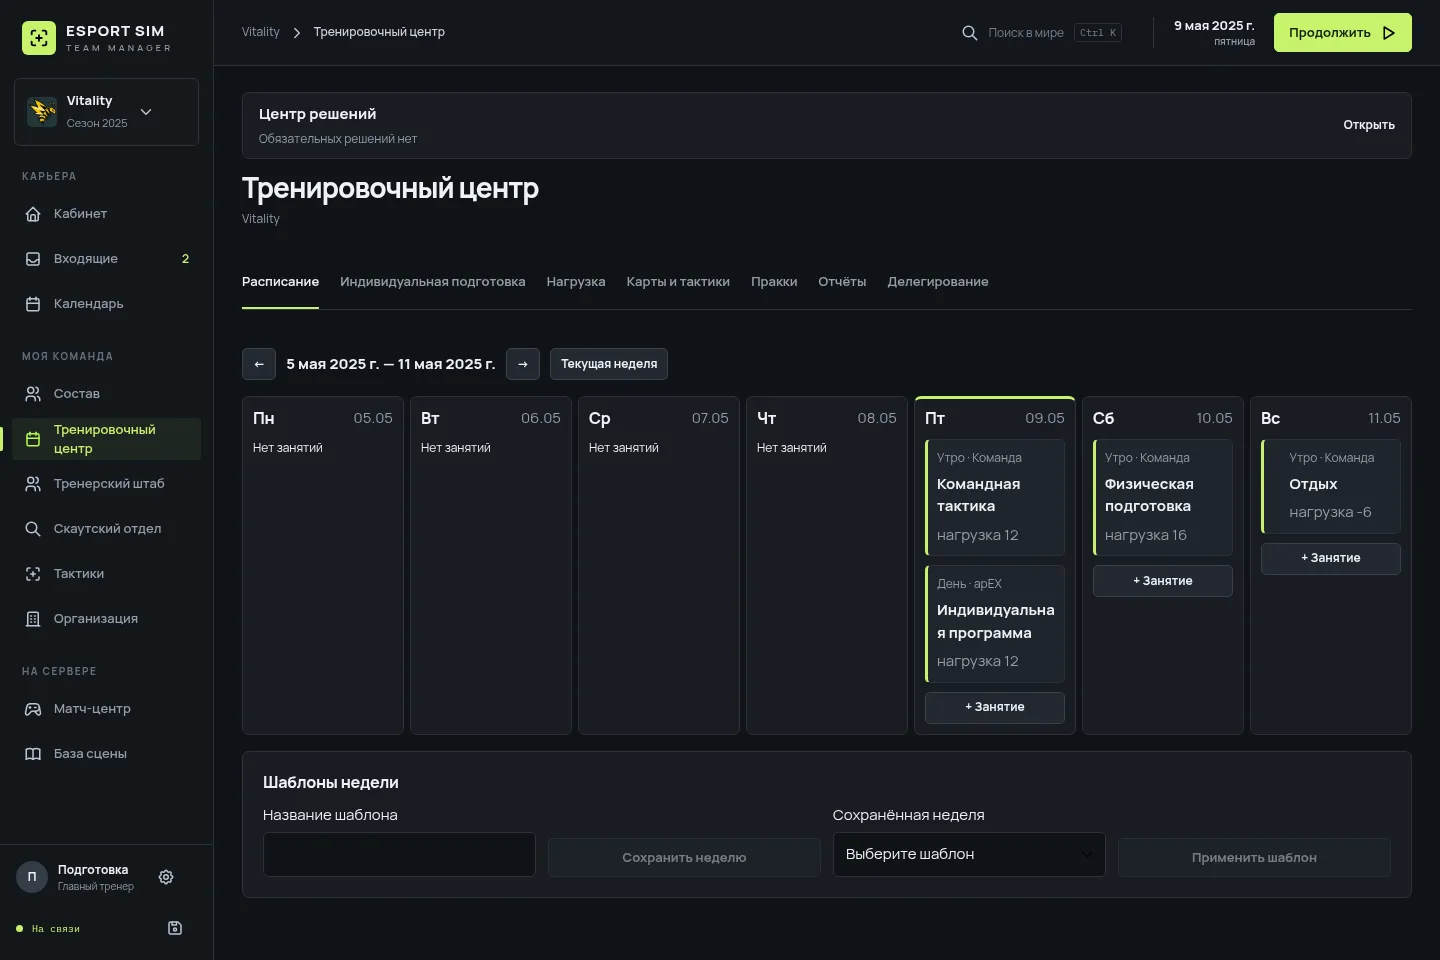 ESPORT SIM
TEAM MANAGER
Vitality
Сезон 2025
КАРЬЕРА
Кабинет
Входящие 2
Календарь
МОЯ КОМАНДА
Состав
Тренировочный
центр
Тренерский штаб
Скаутский отдел
Тактики
Организация
НА СЕРВЕРЕ
Матч-центр
База сцены
П
Подготовка
Главный тренер
На связи
Vitality > Тренировочный центр
Поиск в мире Ctrl K
9 мая 2025 г.
пятница
Продолжить
Центр решений
Обязательных решений нет
Открыть
Тренировочный центр
Vitality
Расписание Индивидуальная подготовка Нагрузка Карты и тактики Пракки Отчёты Делегирование
← 5 мая 2025 г. — 11 мая 2025 г. → Текущая неделя
Пн 05.05
Нет занятий
Вт 06.05
Нет занятий
Ср 07.05
Нет занятий
Чт 08.05
Нет занятий
Пт 09.05
Утро · Команда
Командная
тактика
нагрузка 12
День · apEX
Индивидуальна
я программа
нагрузка 12
+ Занятие
Сб 10.05
Утро · Команда
Физическая
подготовка
нагрузка 16
+ Занятие
Вс 11.05
Утро · Команда
Отдых
нагрузка -6
+ Занятие
Шаблоны недели
Название шаблона
Сохранить неделю
Сохранённая неделя
Выберите шаблон
Применить шаблон